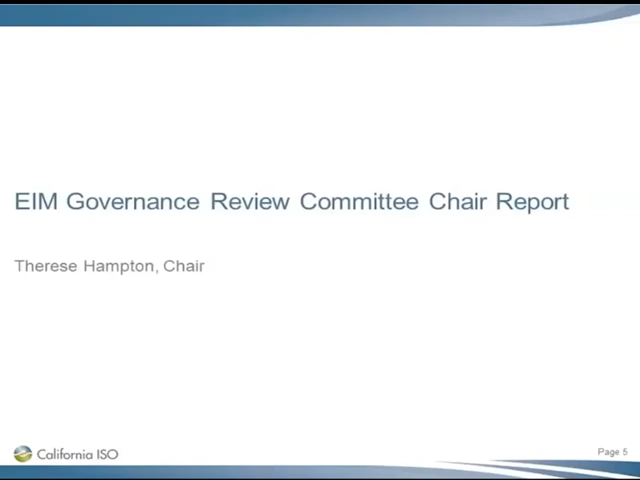 EIM Governance Review Committee Chair Report
Therese Hampton, Chair
California ISO
Page 5